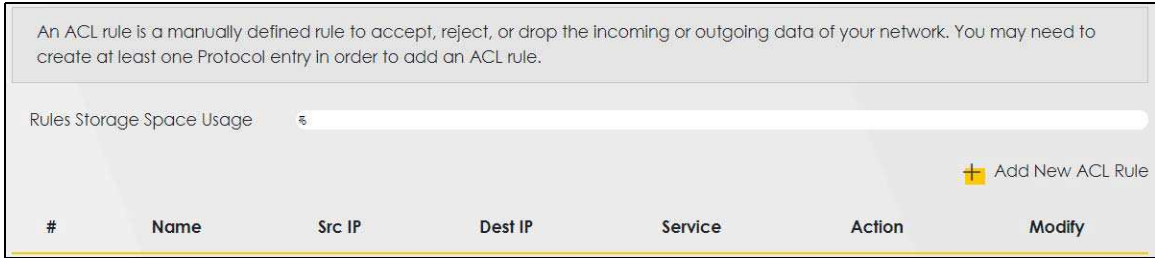 An ACL rule is a manually defined rule to accept, reject, or drop the incoming or outgoing data of your network. You may need to
create at least one Protocol entry in order to add an ACL rule.
Rules Storage Space Usage
Add New ACL Rule
# Name Src IP Dest IP Service Action Modify